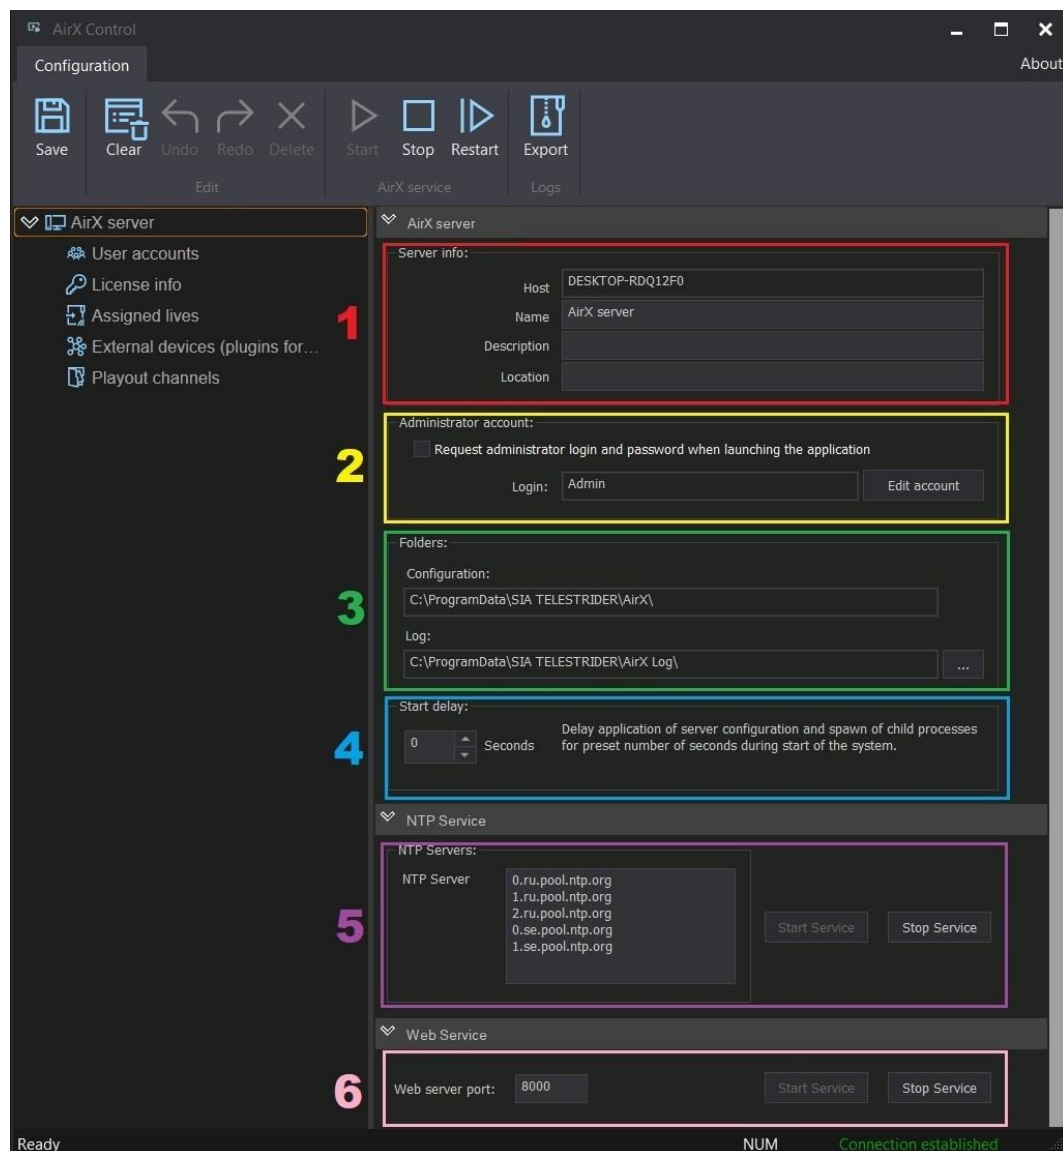 AirX Control
Configuration
About
Save
Clear
Undo
Redo
Delete
Start
Stop
Restart
Export
Edit
AirX service
Logs
AirX server
User accounts
License info
Assigned lives
External devices (plugins for...
Playout channels
AirX server
1
Server info:
Host DESKTOP-RDQ12F0
Name AirX server
Description
Location
2
Administrator account:
Request administrator login and password when launching the application
Login: Admin Edit account
3
Folders:
Configuration:
C:\ProgramData\SIA TELESTRIDER\AirX\
Log:
C:\ProgramData\SIA TELESTRIDER\AirX Log\ ...
4
Start delay:
0 Seconds
Delay application of server configuration and spawn of child processes
for preset number of seconds during start of the system.
NTP Service
5
NTP Servers:
NTP Server
0.ru.pool.ntp.org
1.ru.pool.ntp.org
2.ru.pool.ntp.org
0.se.pool.ntp.org
1.se.pool.ntp.org
Start Service Stop Service
Web Service
6
Web server port: 8000 Start Service Stop Service
Ready NUM Connection established